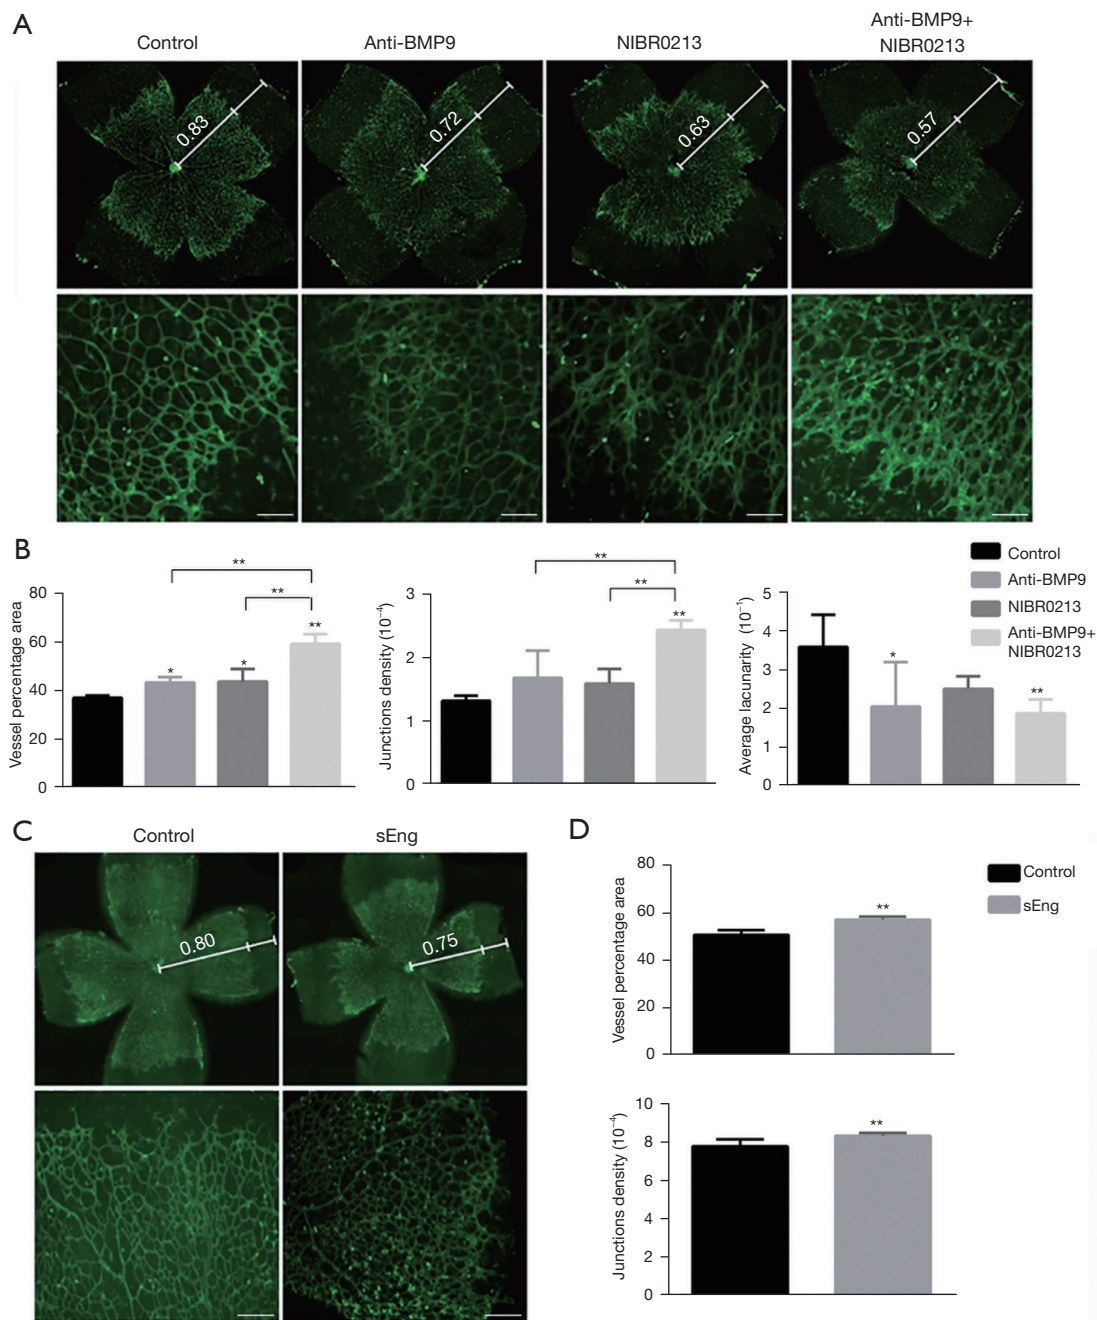 A
Control
Anti-BMP9
NIBR0213
Anti-BMP9+
NIBR0213
0.83
0.72
0.63
0.57
B
Vessel percentage area
80
60
40
20
0
*
*
**
**
**
Junctions density (10⁻⁴)
3
2
1
0
**
**
**
Average lacunarity (10⁻¹)
5
4
3
2
1
0
*
**
Control
Anti-BMP9
NIBR0213
Anti-BMP9+
NIBR0213
C
Control
sEng
0.80
0.75
D
Vessel percentage area
80
60
40
20
0
**
Control
sEng
Junctions density (10⁻⁴)
10
8
6
4
2
0
**